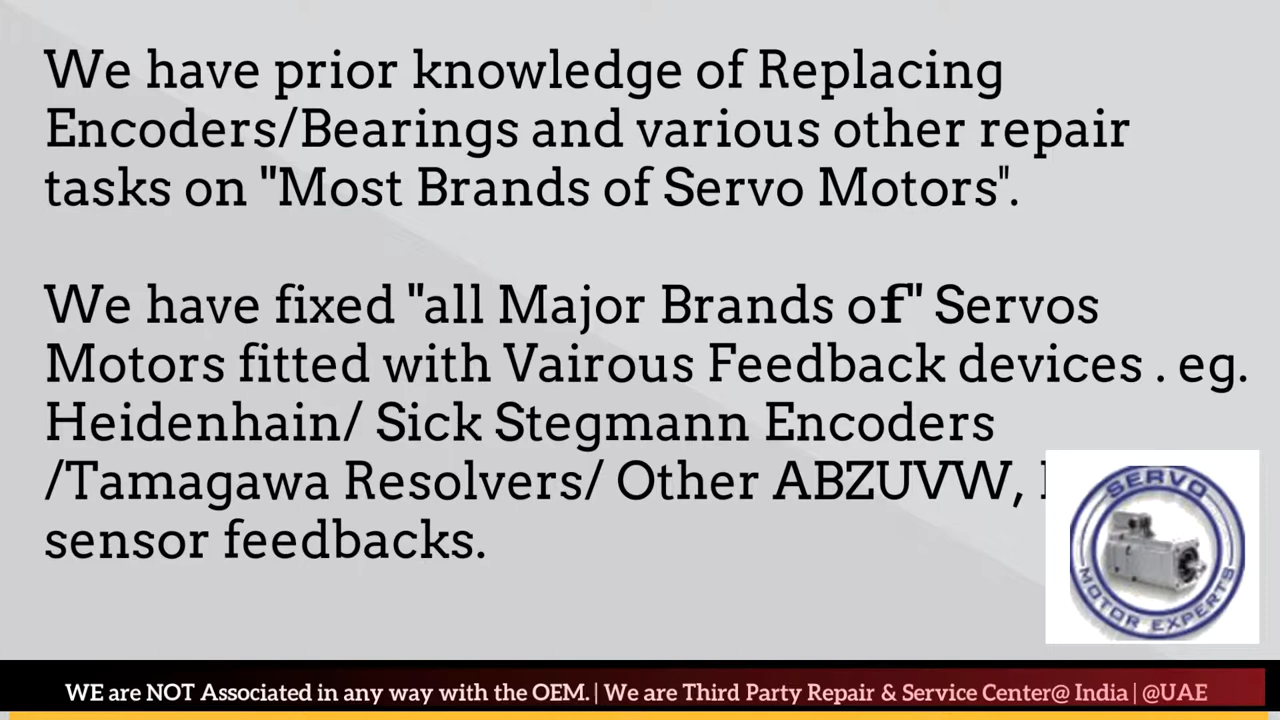 We have prior knowledge of Replacing
Encoders/Bearings and various other repair
tasks on "Most Brands of Servo Motors".
We have fixed "all Major Brands of" Servos
Motors fitted with Vairous Feedback devices . eg.
Heidenhain/ Sick Stegmann Encoders
/Tamagawa Resolvers/ Other ABZUVW,
sensor feedbacks.
SERVO
MOTOR EXPERTS
WE are NOT Associated in any way with the OEM. | We are Third Party Repair & Service Center@ India | @UAE